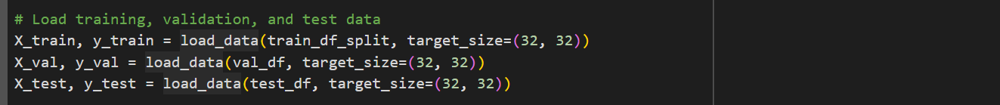 # Load training, validation, and test data
X_train, y_train = load_data(train_df_split, target_size=(32, 32))
X_val, y_val = load_data(val_df, target_size=(32, 32))
X_test, y_test = load_data(test_df, target_size=(32, 32))